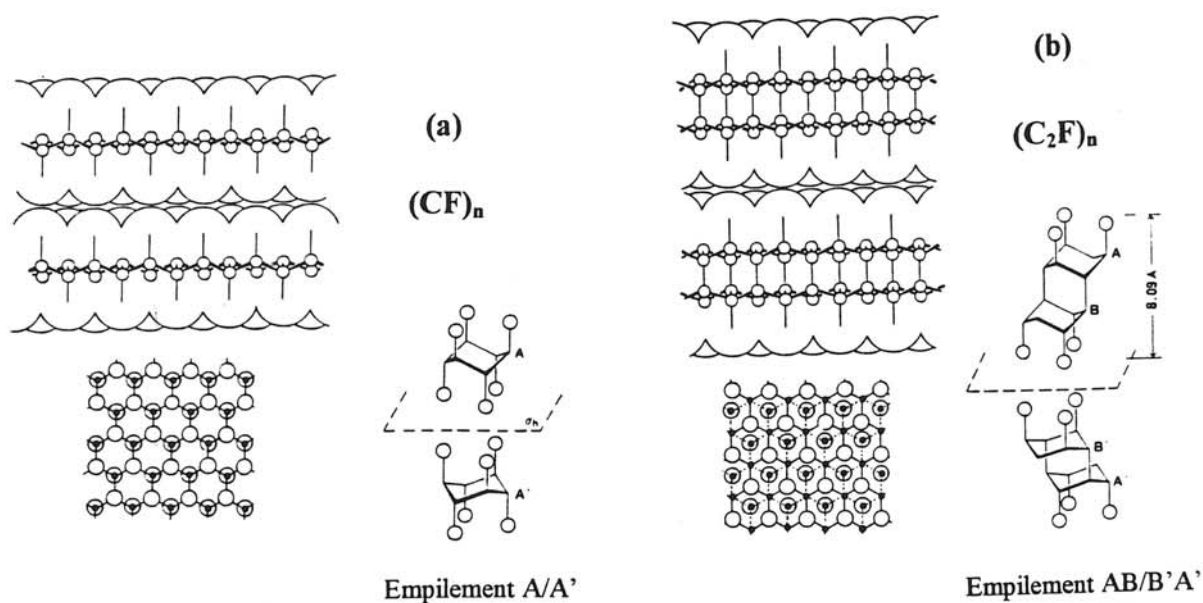 (a)
(CF)n
A
σh
A'
Empilement A/A'
(b)
(C₂F)n
A
8.09 A
B
B'
A'
Empilement AB/B'A'